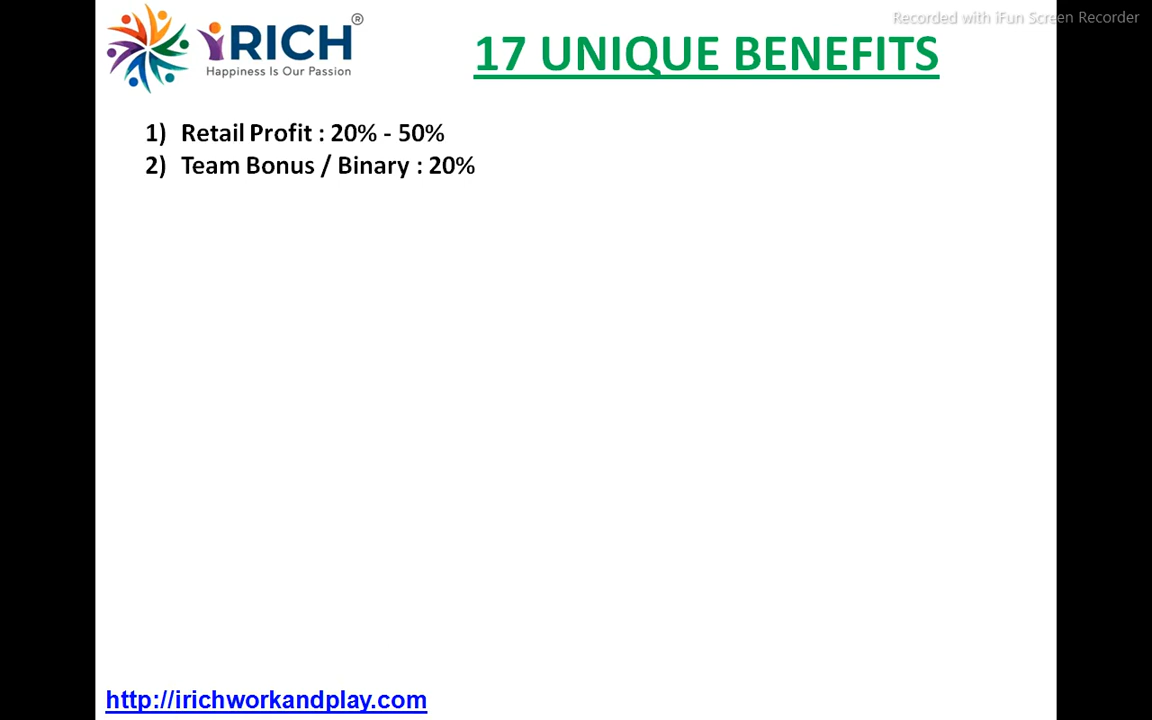 iRICH®
Happiness Is Our Passion
Recorded with iFun Screen Recorder
17 UNIQUE BENEFITS
1) Retail Profit : 20% - 50%
2) Team Bonus / Binary : 20%
http://irichworkandplay.com